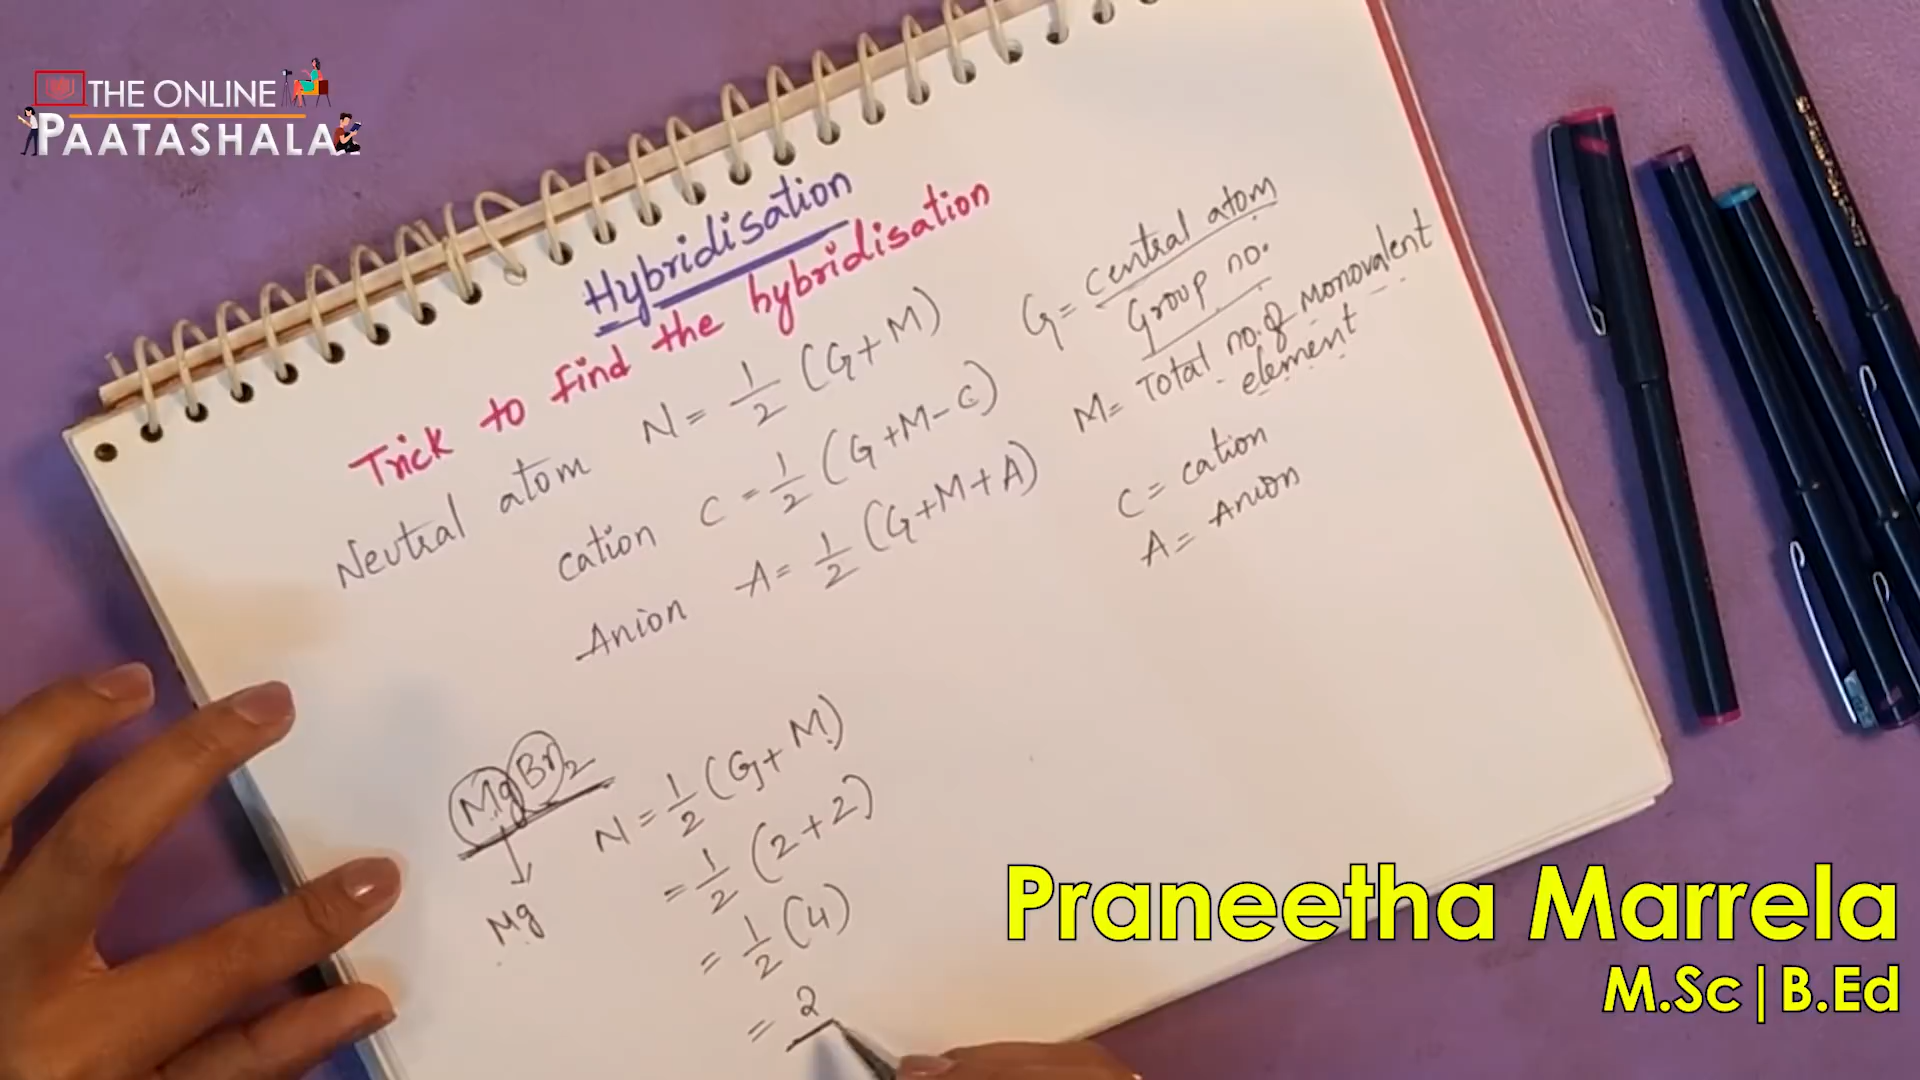 THE ONLINE
PAATASHALA
Hybridisation
Trick to find the hybridisation
Neutral atom N = 1/2 (G + M)
cation C = 1/2 (G + M - C)
Anion A = 1/2 (G + M + A)
G = central atom
Group no.
M = Total no. of Monovalent
element
C = cation
A = Anion
MgBr2
Mg
N = 1/2 (G + M)
= 1/2 (2 + 2)
= 1/2 (4)
= 2
Praneetha Marrela
M.Sc|B.Ed